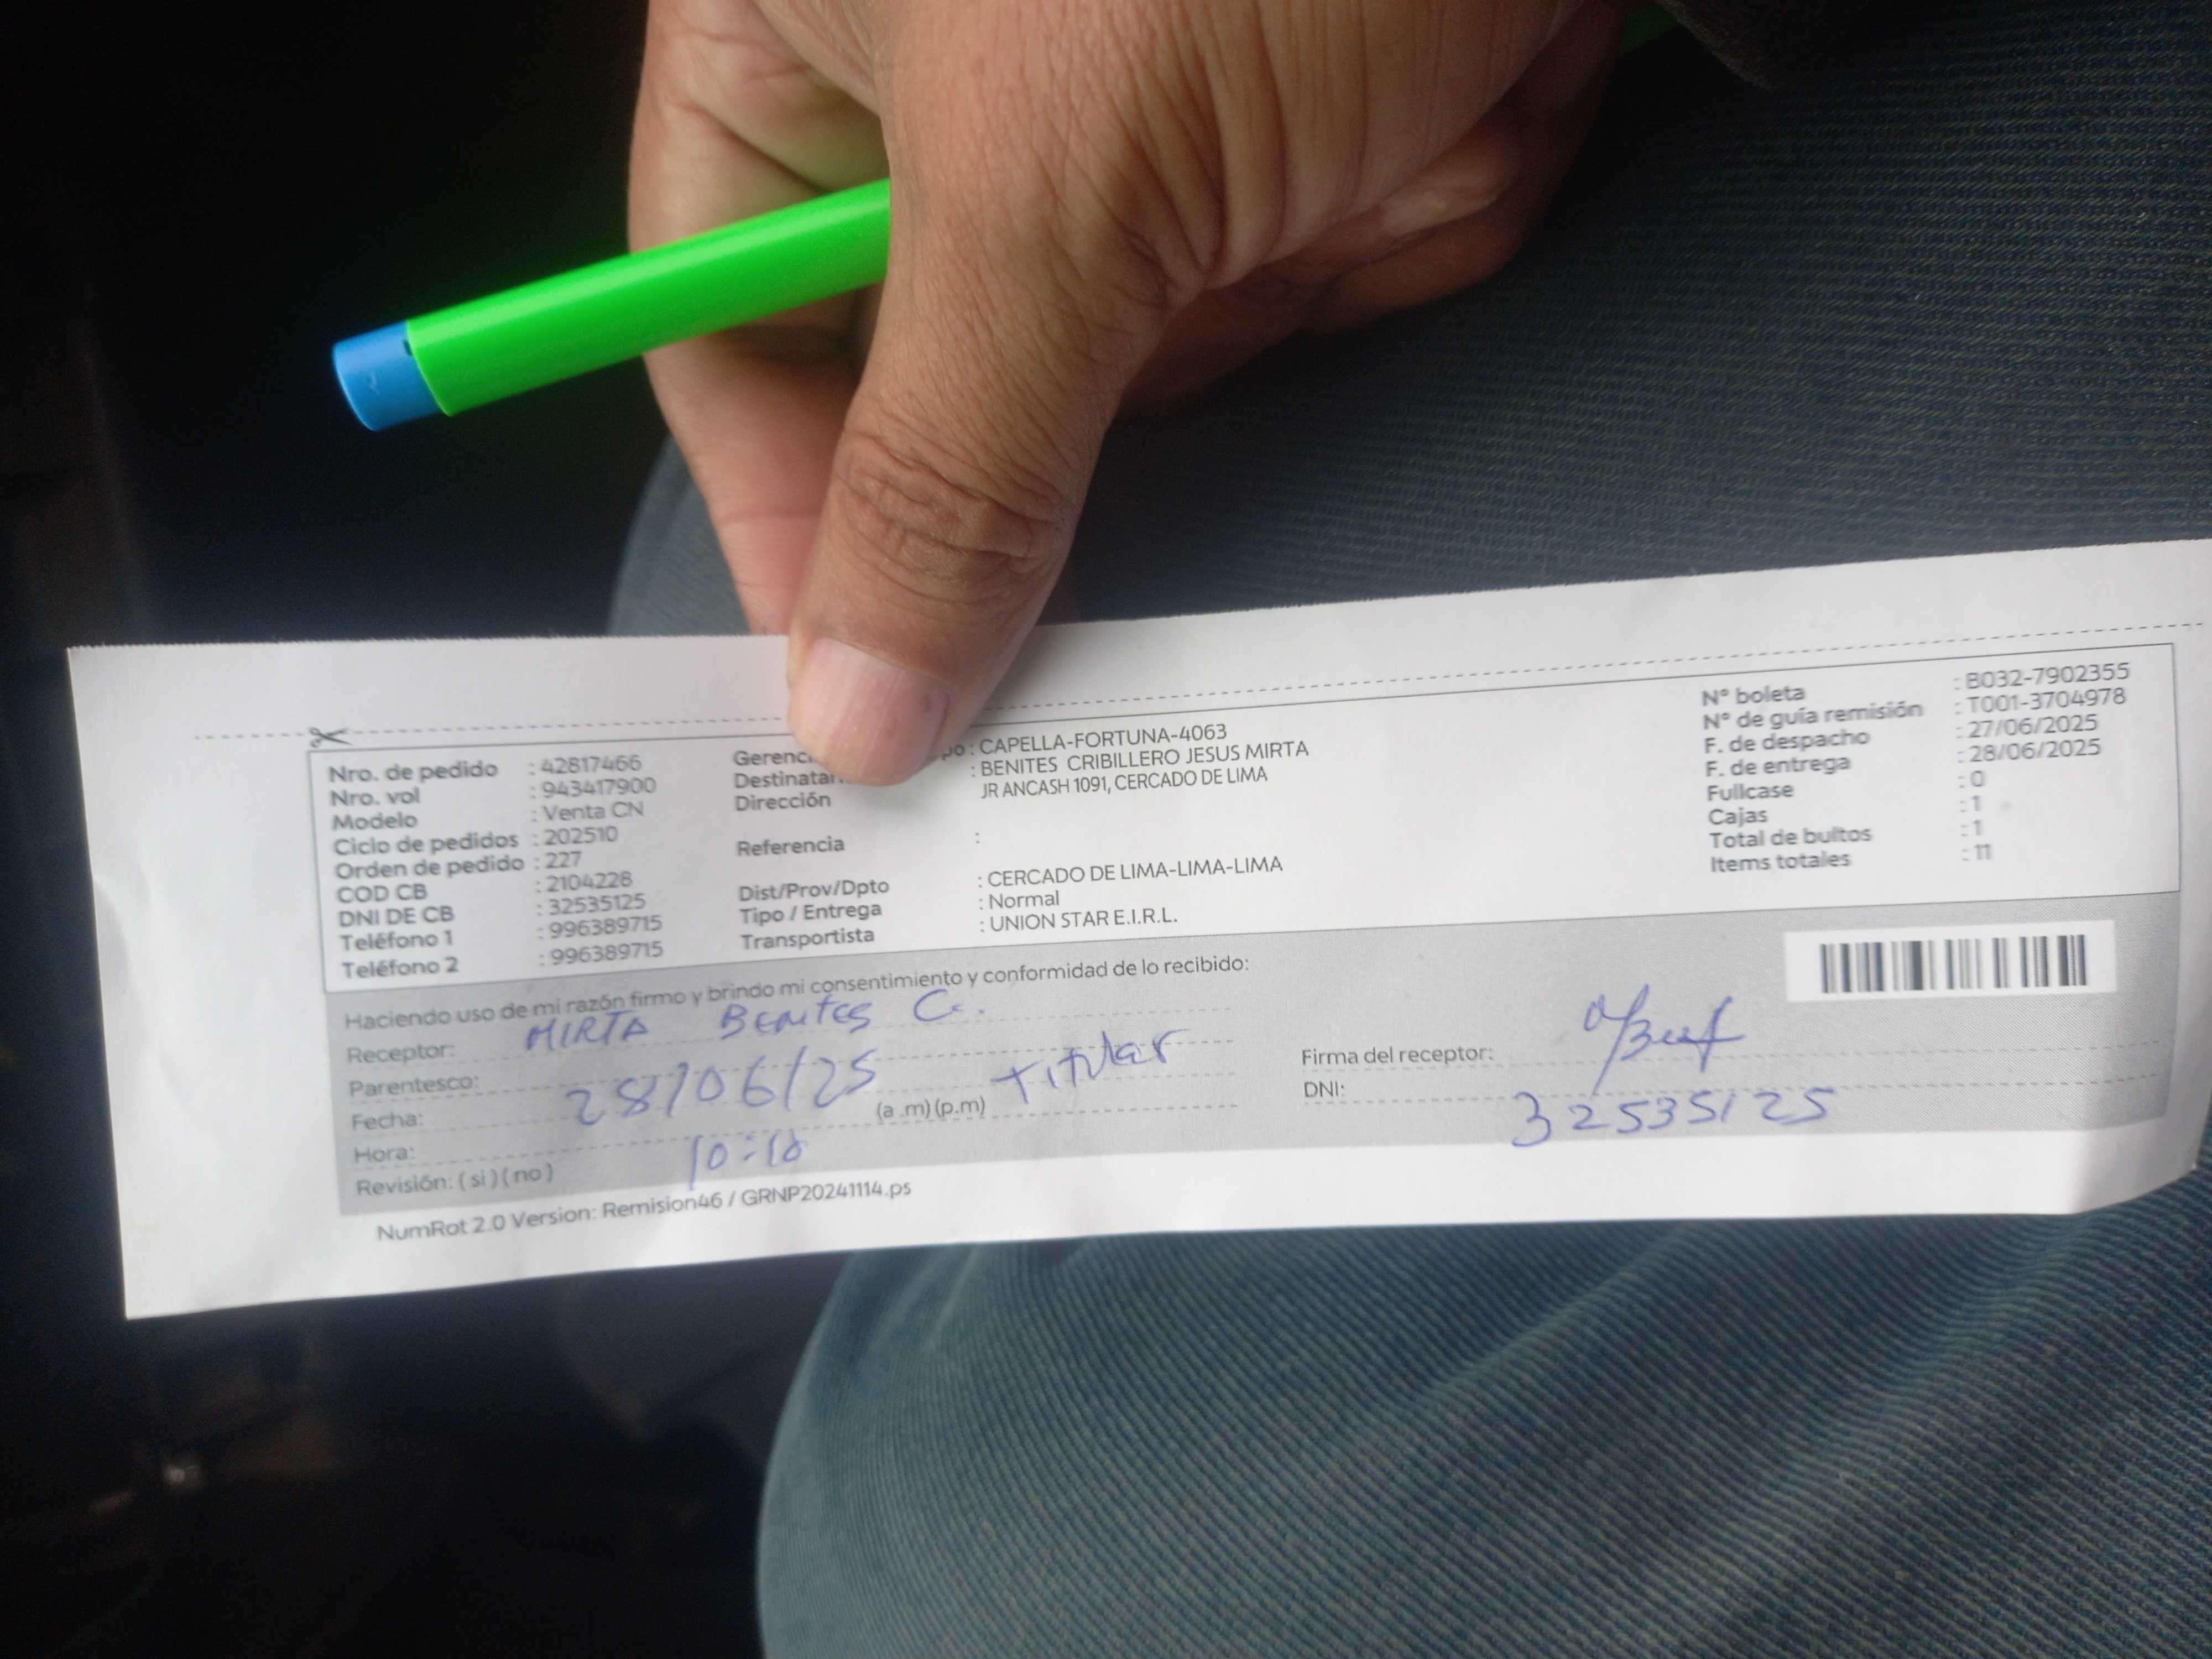 Nro. de pedido : 42817466
Nro. vol : 943417900
Modelo : Venta CN
Ciclo de pedidos : 202510
Orden de pedido : 227
COD CB : 2104228
DNI DE CB : 32535125
Teléfono 1 : 996389715
Teléfono 2 : 996389715
: CAPELLA-FORTUNA-4063
: BENITES CRIBILLERO JESUS MIRTA
Dirección JR ANCASH 1091, CERCADO DE LIMA
Referencia :
Dist/Prov/Dpto : CERCADO DE LIMA-LIMA-LIMA
Tipo / Entrega : Normal
Transportista : UNION STAR E.I.R.L.
N° boleta : B032-7902355
N° de guía remisión : T001-3704978
F. de despacho : 27/06/2025
F. de entrega : 28/06/2025
Fullcase : 0
Cajas : 1
Total de bultos : 1
Items totales : 11
Haciendo uso de mi razón firmo y brindo mi consentimiento y conformidad de lo recibido:
Receptor: MIRTA BENITES C.
Parentesco: titular
Fecha: 28/06/25
Hora: (a .m) (p.m)
Revisión: ( si ) ( no )
Firma del receptor:
DNI: 32535125
NumRot 2.0 Version: Remision46 / GRNP20241114.ps